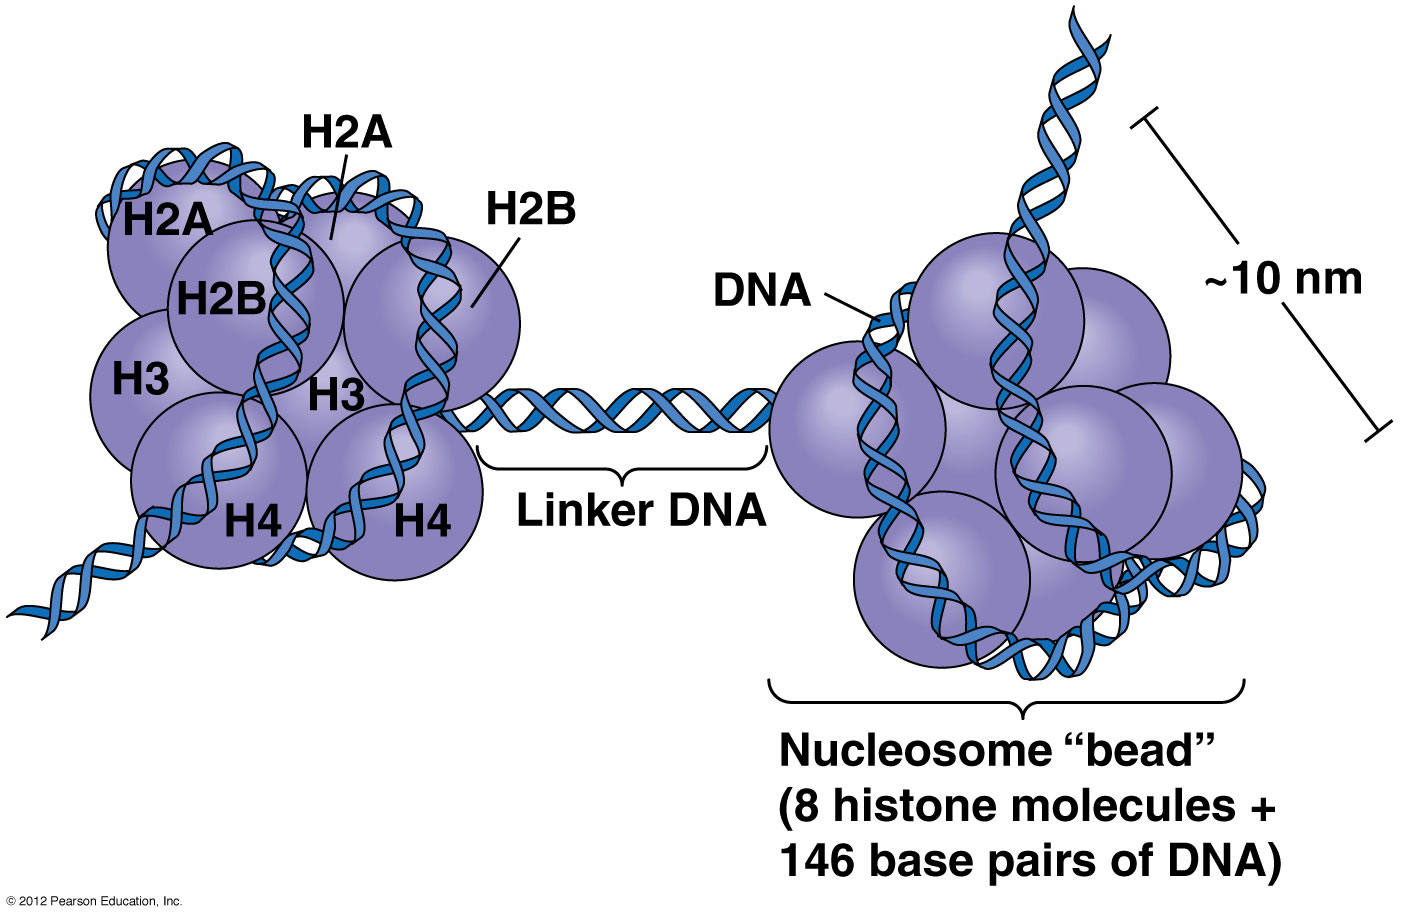 H2A
H2A
H2B
H2B
H3
H3
H4
H4
DNA
~10 nm
Linker DNA
Nucleosome “bead”
(8 histone molecules +
146 base pairs of DNA)
© 2012 Pearson Education, Inc.